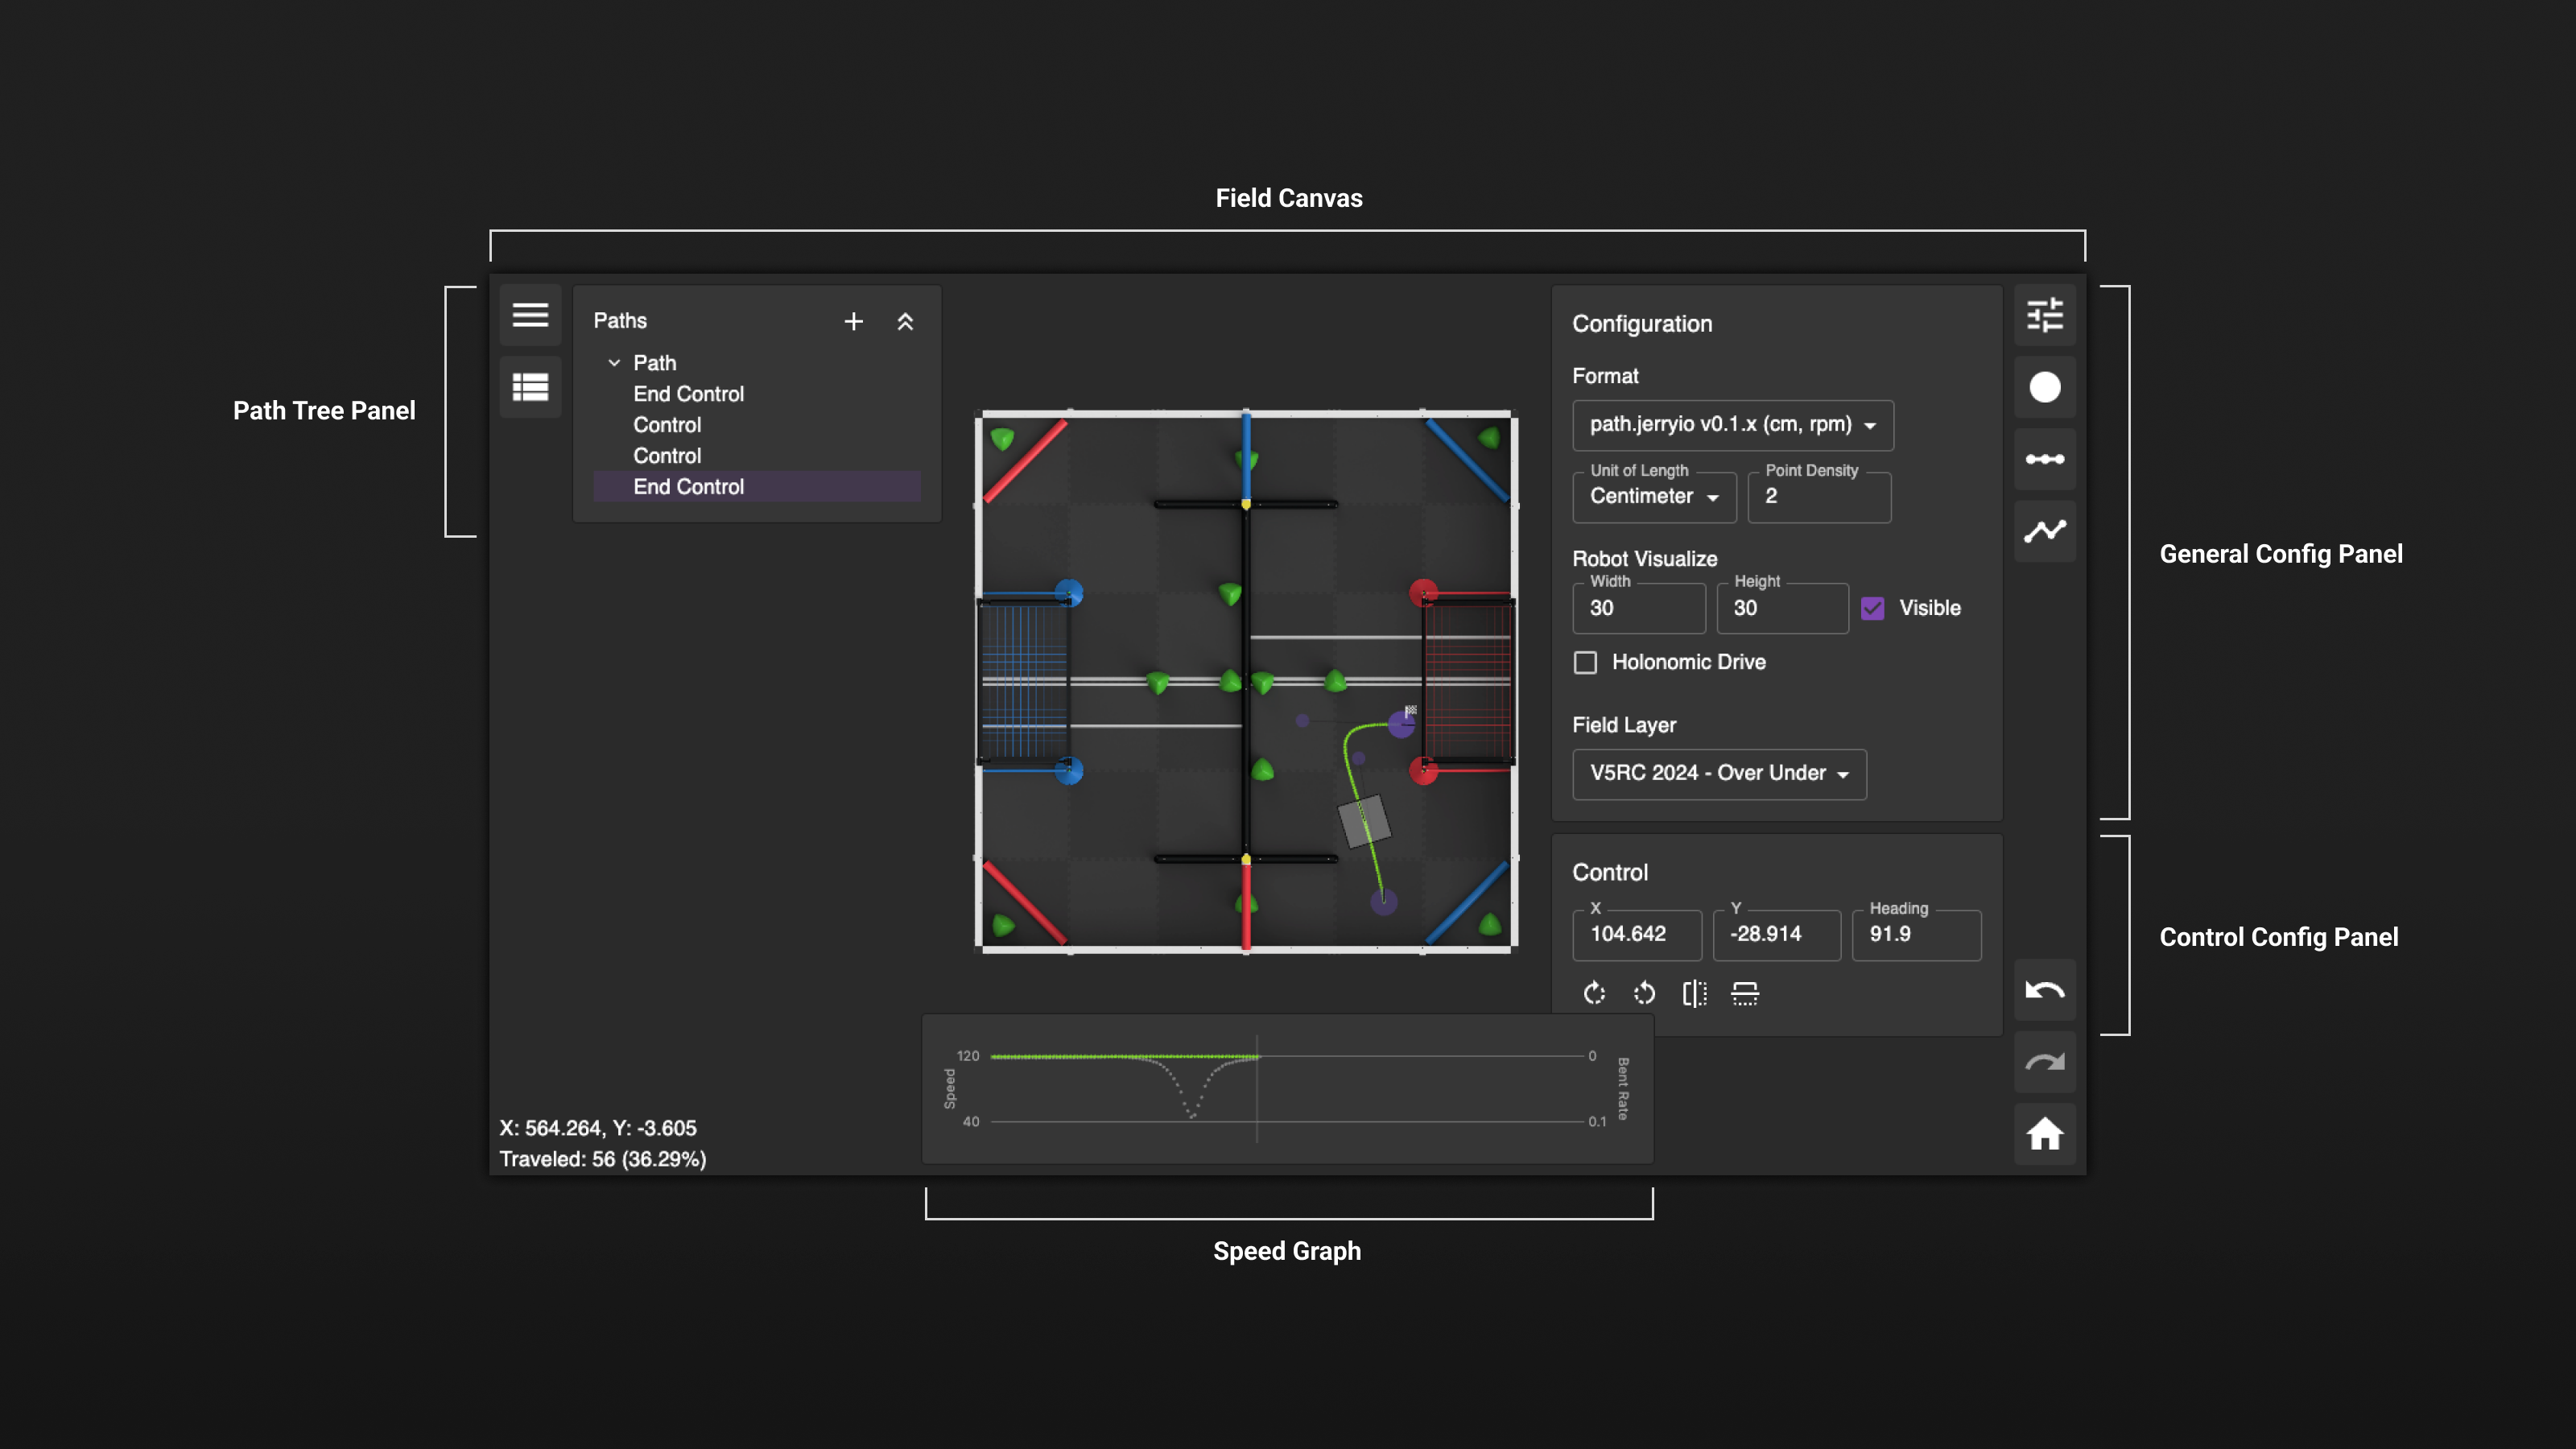 Field Canvas
Path Tree Panel
Paths
Path
End Control
Control
Control
End Control
Configuration
Format
path.jerryio v0.1.x (cm, rpm)
Unit of Length
Centimeter
Point Density
2
Robot Visualize
Width
30
Height
30
Visible
Holonomic Drive
Field Layer
V5RC 2024 - Over Under
General Config Panel
Control
X
104.642
Y
-28.914
Heading
91.9
Control Config Panel
Speed
120
40
0
0.1
Bent Rate
X: 564.264, Y: -3.605
Traveled: 56 (36.29%)
Speed Graph